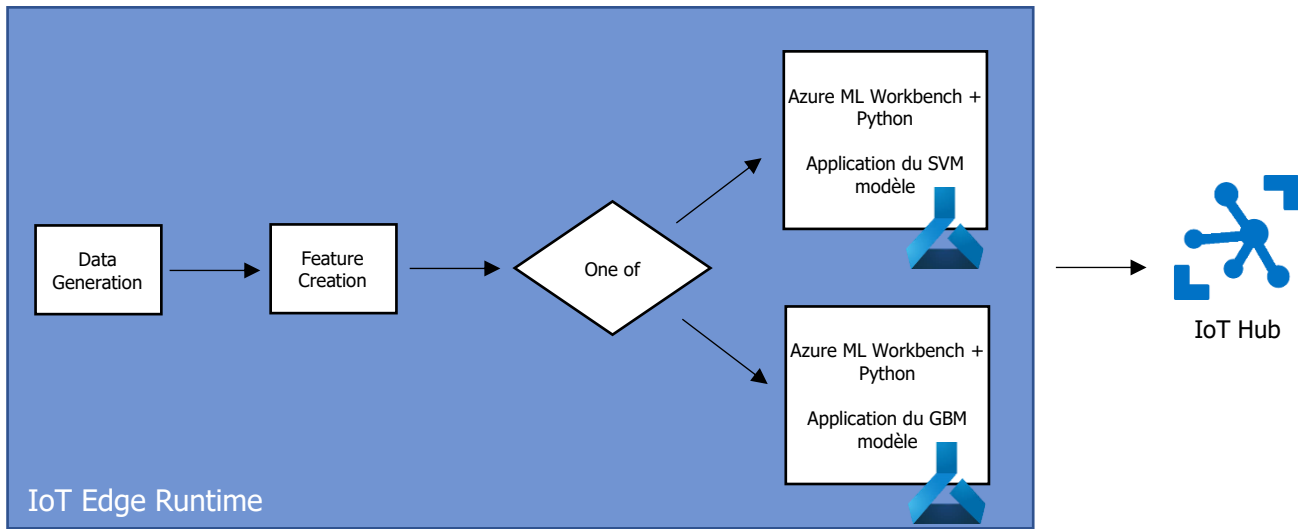 Data
Generation
Feature
Creation
One of
Azure ML Workbench +
Python
Application du SVM
modèle
Azure ML Workbench +
Python
Application du GBM
modèle
IoT Hub
IoT Edge Runtime